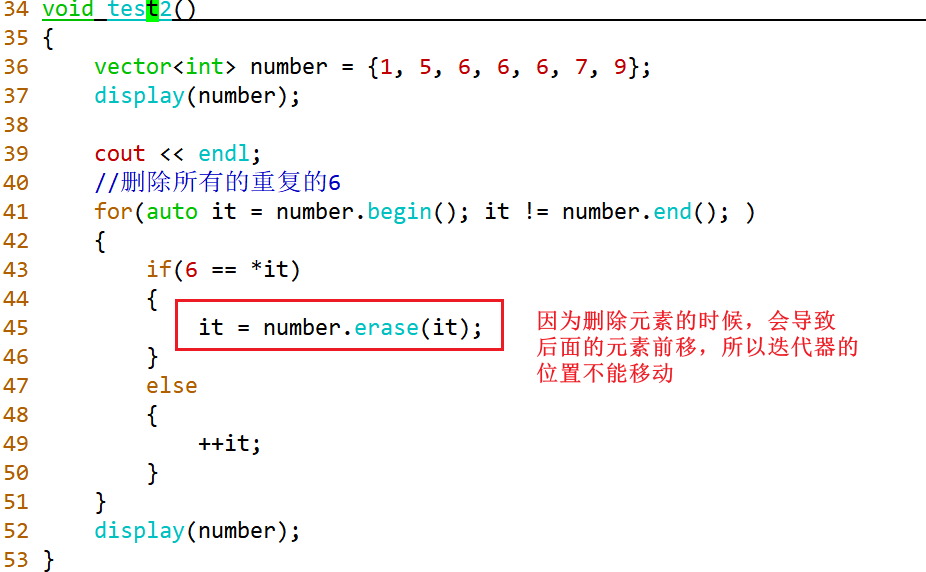 34 void test2()
35 {
36     vector<int> number = {1, 5, 6, 6, 6, 7, 9};
37     display(number);
38
39     cout << endl;
40     //删除所有的重复的6
41     for(auto it = number.begin(); it != number.end(); )
42     {
43         if(6 == *it)
44         {
45             it = number.erase(it);
因为删除元素的时候，会导致
后面的元素前移，所以迭代器的
位置不能移动
46         }
47         else
48         {
49             ++it;
50         }
51     }
52     display(number);
53 }